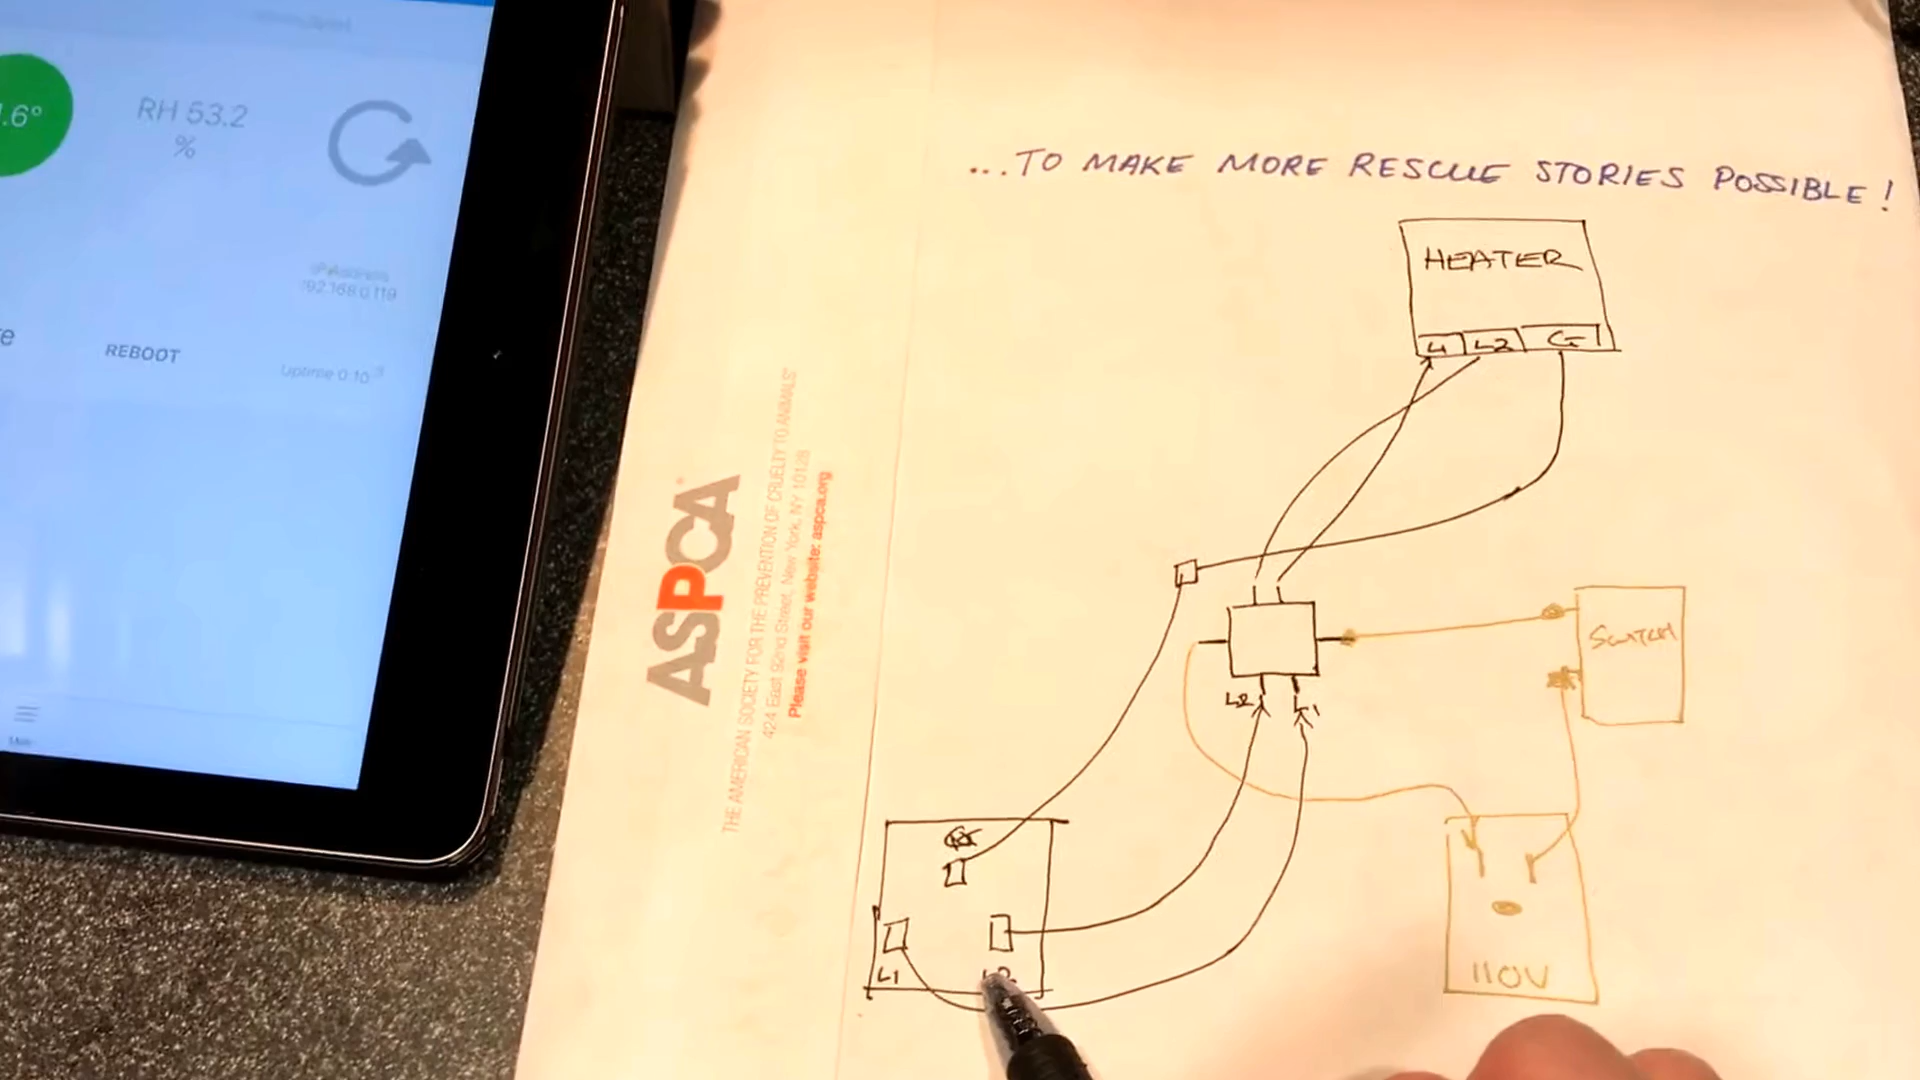 .6°
RH 53.2
%
IP Address
192.168.0.119
REBOOT
Uptime 0:10
...TO MAKE MORE RESCUE STORIES POSSIBLE!
HEATER
L1 L2 G
SWITCH
L2 L1
110V
G
L1 L2
ASPCA
THE AMERICAN SOCIETY FOR THE PREVENTION OF CRUELTY TO ANIMALS®
424 East 92nd Street, New York, NY 10128
Please visit our website: aspca.org